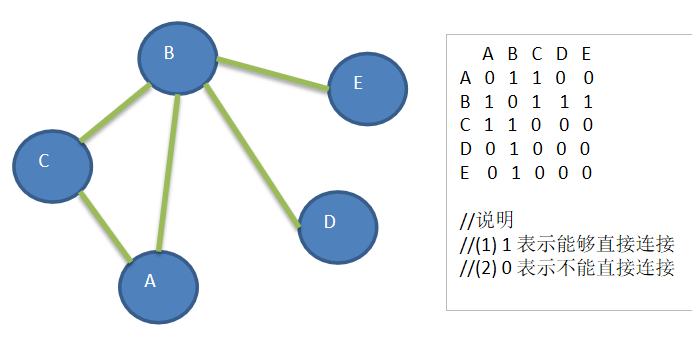 B
E
C
D
A
A B C D E
A 0 1 1 0 0
B 1 0 1 1 1
C 1 1 0 0 0
D 0 1 0 0 0
E 0 1 0 0 0
//说明
//(1) 1 表示能够直接连接
//(2) 0 表示不能直接连接